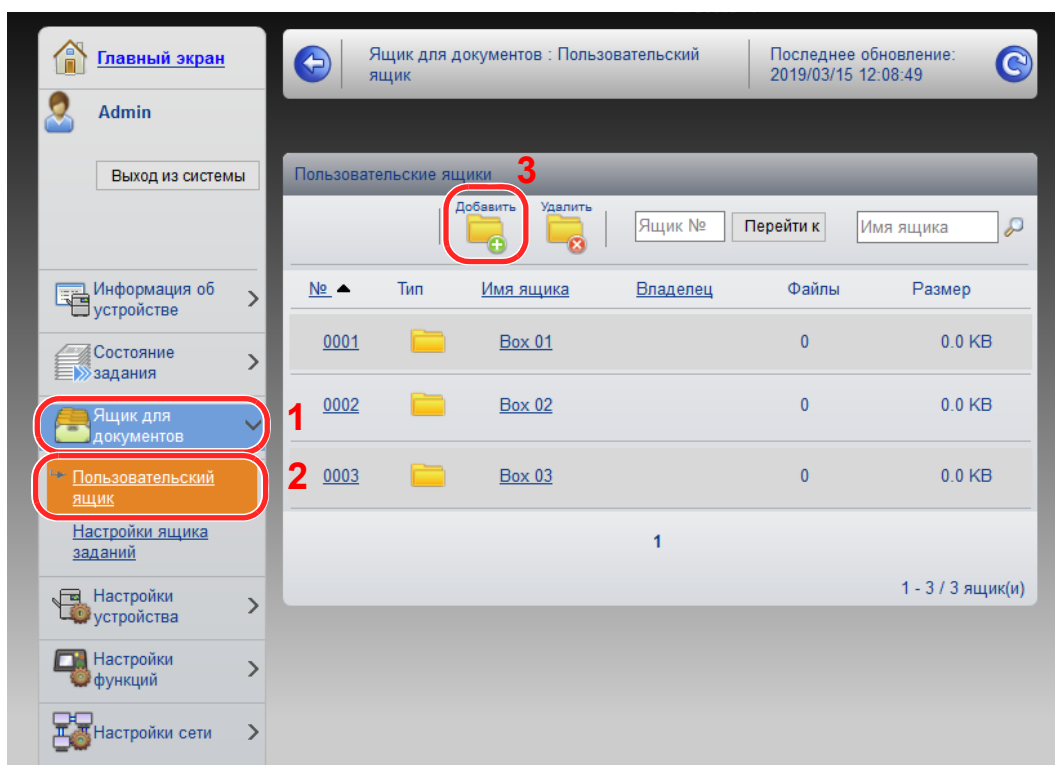 Главный экран
Admin
Выход из системы
Информация об
устройстве
Состояние
задания
1
Ящик для
документов
2
Пользовательский
ящик
Настройки ящика
заданий
Настройки
устройства
Настройки
функций
Настройки сети
Ящик для документов : Пользовательский
ящик
Последнее обновление:
2019/03/15 12:08:49
Пользовательские ящики
3
Добавить Удалить Ящик № Перейти к Имя ящика
№ Тип Имя ящика Владелец Файлы Размер
0001 Box 01 0 0.0 KB
0002 Box 02 0 0.0 KB
0003 Box 03 0 0.0 KB
1
1 - 3 / 3 ящик(и)